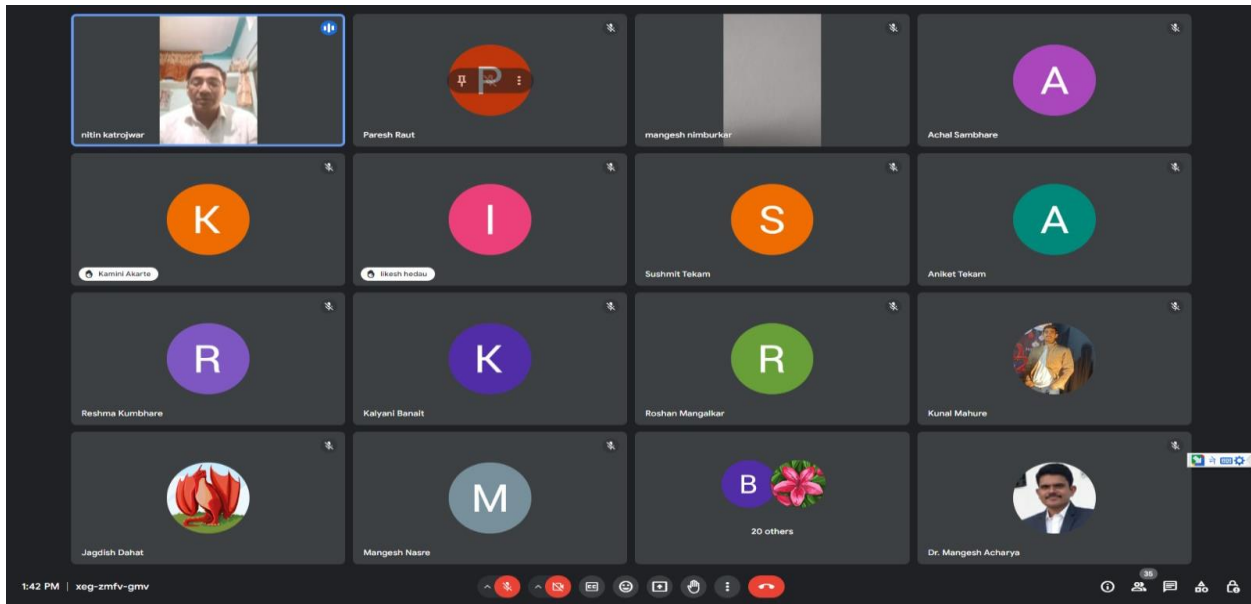 nitin katrojwar
P
Paresh Raut
mangesh nimburkar
A
Achal Sambhare
K
Kamini Akarte
I
likesh hedau
S
Sushmit Tekam
A
Aniket Tekam
R
Reshma Kumbhare
K
Kalyani Banait
R
Roshan Mangalkar
Kunal Mahure
Jagdish Dahat
M
Mangesh Nasre
B
20 others
Dr. Mangesh Acharya
1:42 PM | xeg-zmfv-gmv
CC
35